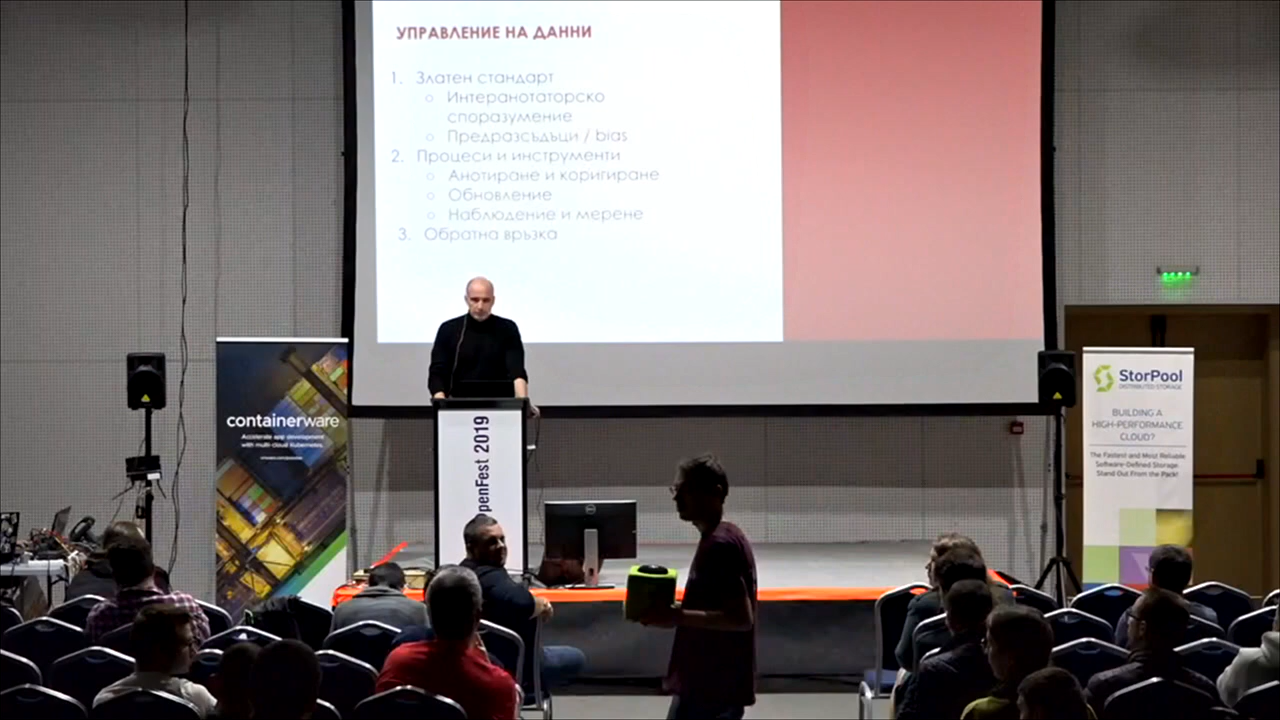 УПРАВЛЕНИЕ НА ДАННИ
1. Златен стандарт
○ Интеранотаторско
споразумение
○ Предразсъдъци / bias
2. Процеси и инструменти
○ Анотиране и коригиране
○ Обновление
○ Наблюдение и мерене
3. Обратна връзка
containerware
Accelerate app development
with multi-cloud Kubernetes.
penFest 2019
DELL
StorPool
DISTRIBUTED STORAGE
BUILDING A
HIGH-PERFORMANCE
CLOUD?
The Fastest and Most Reliable
Software-Defined Storage.
Stand Out From the Pack!